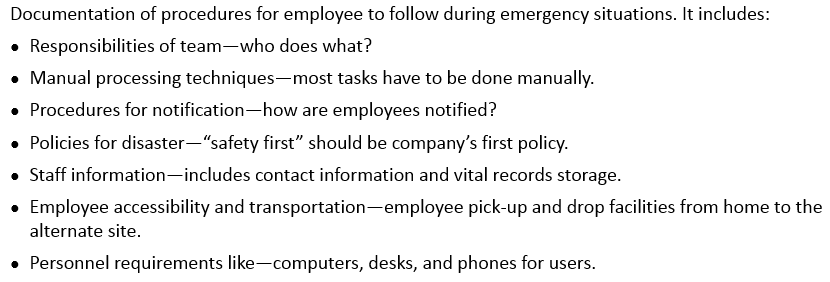 Documentation of procedures for employee to follow during emergency situations. It includes:
• Responsibilities of team—who does what?
• Manual processing techniques—most tasks have to be done manually.
• Procedures for notification—how are employees notified?
• Policies for disaster—“safety first” should be company’s first policy.
• Staff information—includes contact information and vital records storage.
• Employee accessibility and transportation—employee pick-up and drop facilities from home to the
alternate site.
• Personnel requirements like—computers, desks, and phones for users.